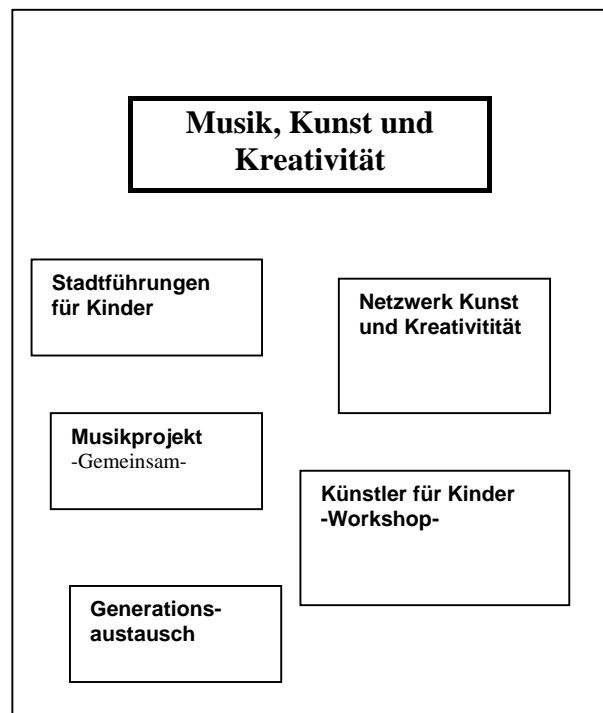 Musik, Kunst und
Kreativität
Stadtführungen
für Kinder
Netzwerk Kunst
und Kreativitität
Musikprojekt
-Gemeinsam-
Künstler für Kinder
-Workshop-
Generations-
austausch